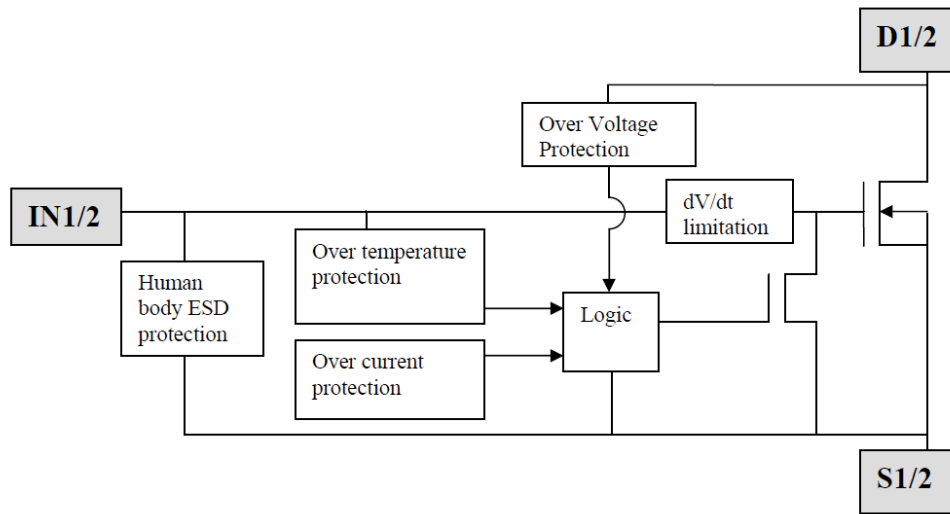 D1/2
Over Voltage
Protection
IN1/2
dV/dt
limitation
Over temperature
protection
Human
body ESD
protection
Logic
Over current
protection
S1/2